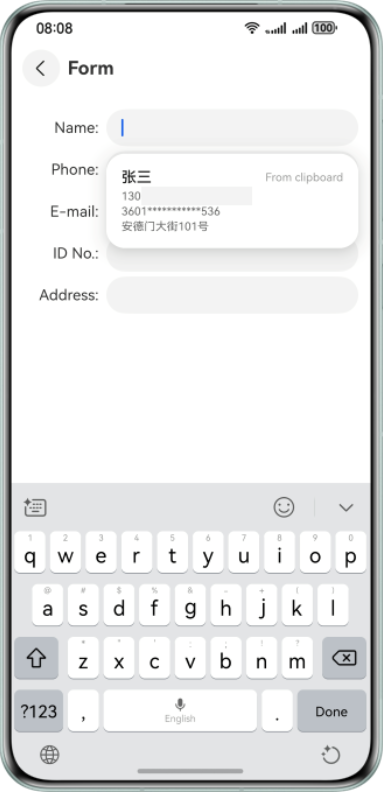 08:08
100
Form
Name:
Phone:
张三 From clipboard
130
E-mail:
3601***********536
安德门大街101号
ID No.:
Address:
1 2 3 4 5 6 7 8 9 0
q w e r t y u i o p
@ # $ % & - + ( )
a s d f g h j k l
* " ' : ; ! ?
z x c v b n m
?123 , English . Done